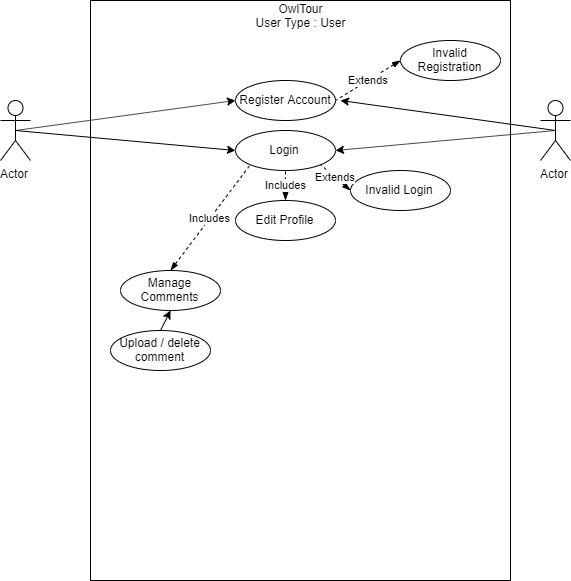 OwlTour
User Type : User
Invalid
Registration
Extends
Register Account
Login
Actor
Actor
Extends
Includes
Invalid Login
Includes
Edit Profile
Manage
Comments
Upload / delete
comment